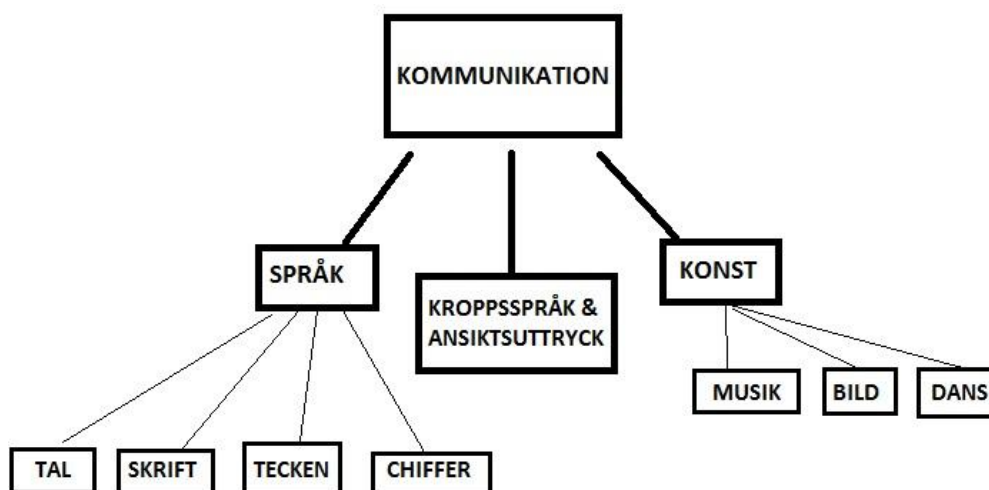 KOMMUNIKATION
SPRÅK
KROPPSSPRÅK &
ANSIKTSUTTRYCK
KONST
MUSIK
BILD
DANS
TAL
SKRIFT
TECKEN
CHIFFER